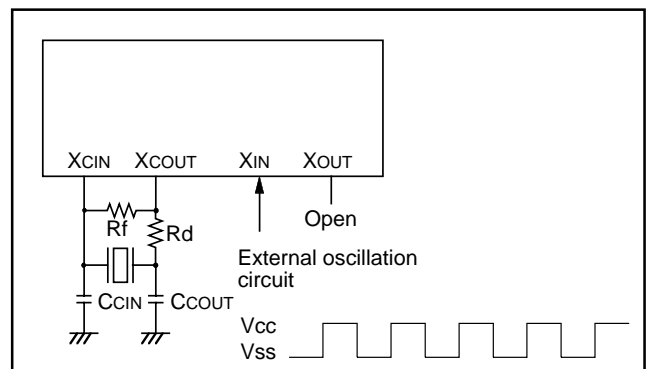 XCIN XCOUT XIN XOUT
Rf
Rd
Open
External oscillation
circuit
CCIN CCOUT
Vcc
Vss